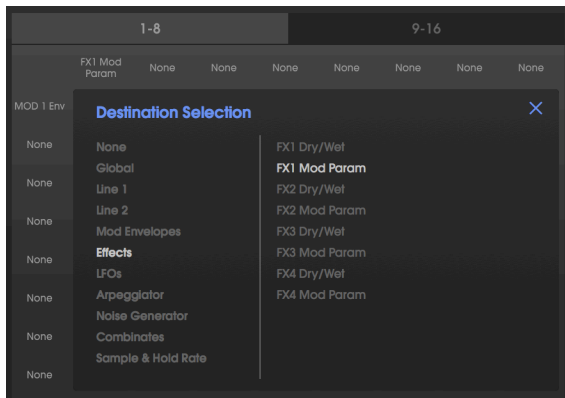 1-8 9-16
FX1 Mod Param None None None None None None None
MOD 1 Env
None
None
None
None
None
None
None
Destination Selection
None
Global
Line 1
Line 2
Mod Envelopes
Effects
LFOs
Arpeggiator
Noise Generator
Combinates
Sample & Hold Rate
FX1 Dry/Wet
FX1 Mod Param
FX2 Dry/Wet
FX2 Mod Param
FX3 Dry/Wet
FX3 Mod Param
FX4 Dry/Wet
FX4 Mod Param